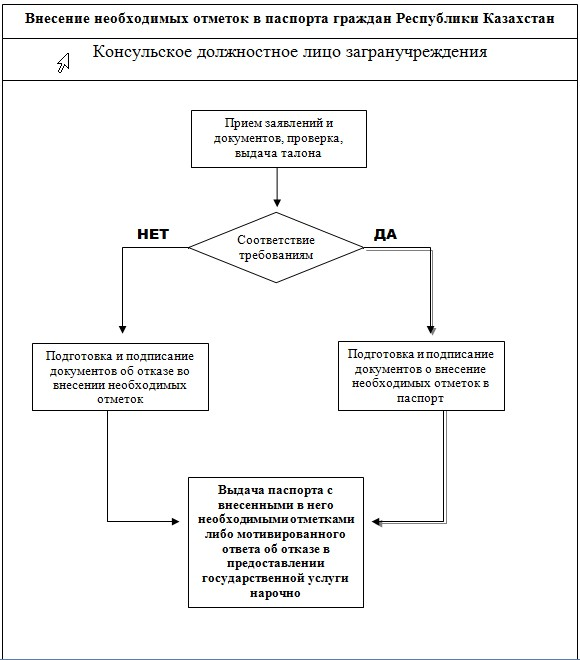 Внесение необходимых отметок в паспорта граждан Республики Казахстан
Консульское должностное лицо загранучреждения
Прием заявлений и
документов, проверка,
выдача талона
НЕТ
ДА
Соответствие
требованиям
Подготовка и подписание
документов об отказе во
внесении необходимых
отметок
Подготовка и подписание
документов о внесение
необходимых отметок в
паспорт
Выдача паспорта с
внесенными в него
необходимыми отметками
либо мотивированного
ответа об отказе в
предоставлении
государственной услуги
нарочно